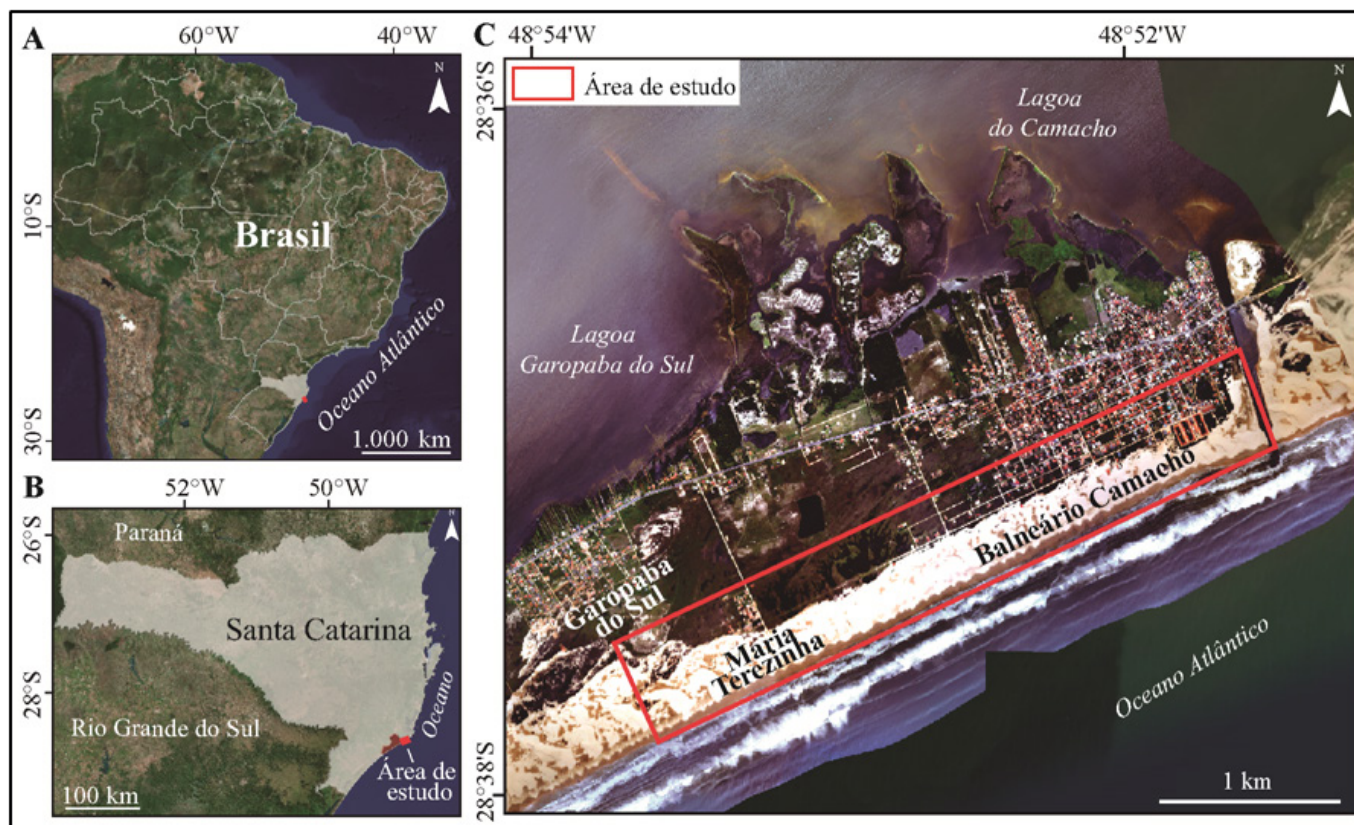 A
60°W
40°W
N
10°S
30°S
Brasil
Oceano Atlântico
1.000 km
B
52°W
50°W
N
26°S
28°S
Paraná
Santa Catarina
Rio Grande do Sul
Oceano
Área de
estudo
100 km
C
48°54'W
48°52'W
28°36'S
28°38'S
Área de estudo
N
Lagoa
do Camacho
Lagoa
Garopaba do Sul
Garopaba
do Sul
Maria
Terezinha
Balneário Camacho
Oceano Atlântico
1 km